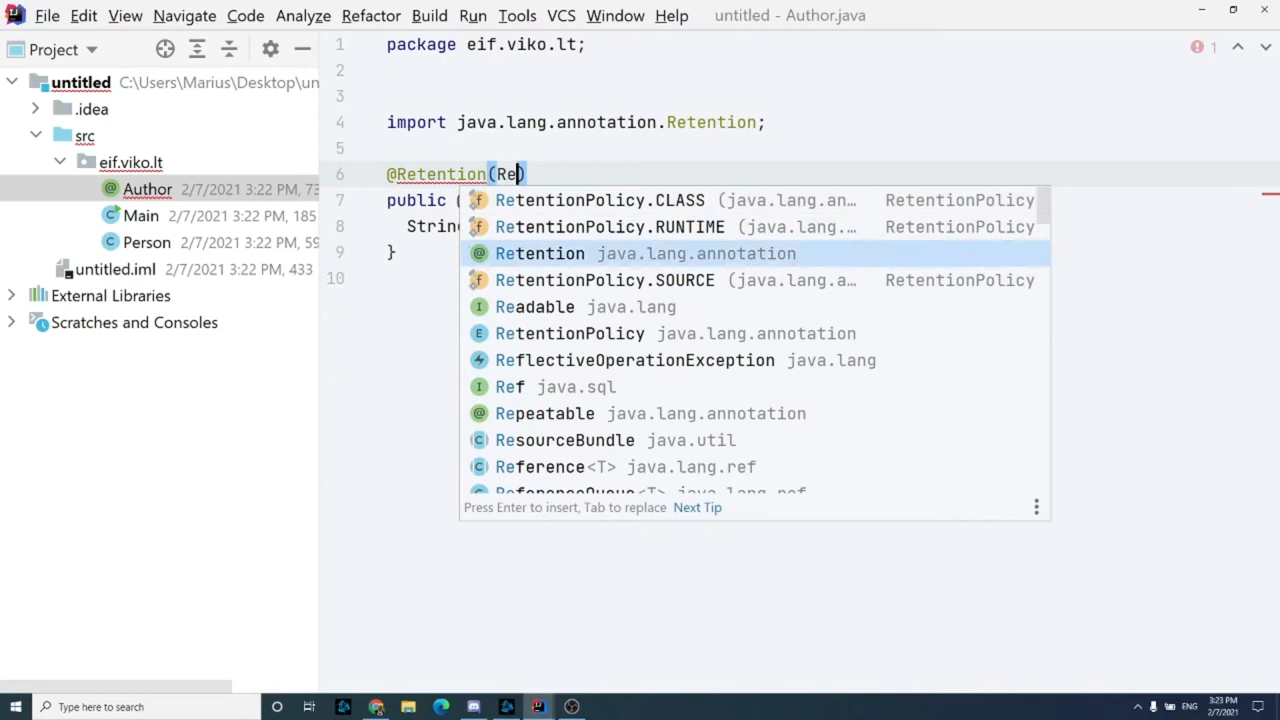 File Edit View Navigate Code Analyze Refactor Build Run Tools VCS Window Help untitled - Author.java
Project
untitled C:\Users\Marius\Desktop\un
.idea
src
eif.viko.lt
Author 2/7/2021 3:22 PM, 73
Main 2/7/2021 3:22 PM, 185
Person 2/7/2021 3:22 PM, 59
untitled.iml 2/7/2021 3:22 PM, 433
External Libraries
Scratches and Consoles
1 package eif.viko.lt;
2
3
4 import java.lang.annotation.Retention;
5
6 @Retention(Re)
7 public
8 Strin
9 }
10
1
RetentionPolicy.CLASS (java.lang.an… RetentionPolicy
RetentionPolicy.RUNTIME (java.lang.… RetentionPolicy
Retention java.lang.annotation
RetentionPolicy.SOURCE (java.lang.a… RetentionPolicy
Readable java.lang
RetentionPolicy java.lang.annotation
ReflectiveOperationException java.lang
Ref java.sql
Repeatable java.lang.annotation
ResourceBundle java.util
Reference<T> java.lang.ref
ReferenceQueue<T> java.lang.ref
Press Enter to insert, Tab to replace Next Tip
Type here to search
ENG
3:23 PM
2/7/2021